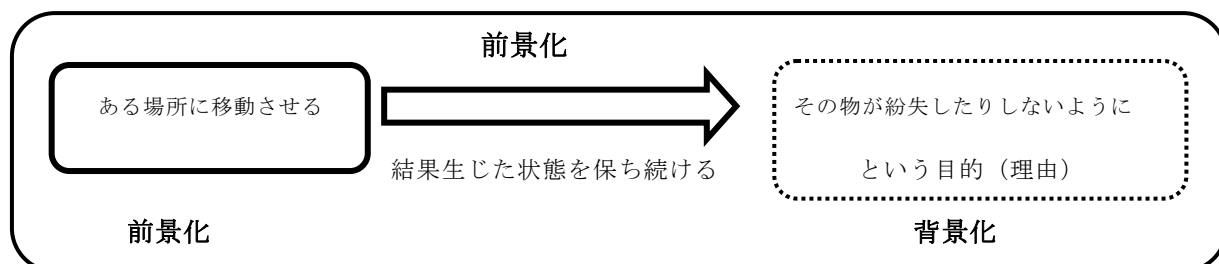 前景化
ある場所に移動させる
その物が紛失したりしないように
結果生じた状態を保ち続ける
という目的（理由）
前景化
背景化